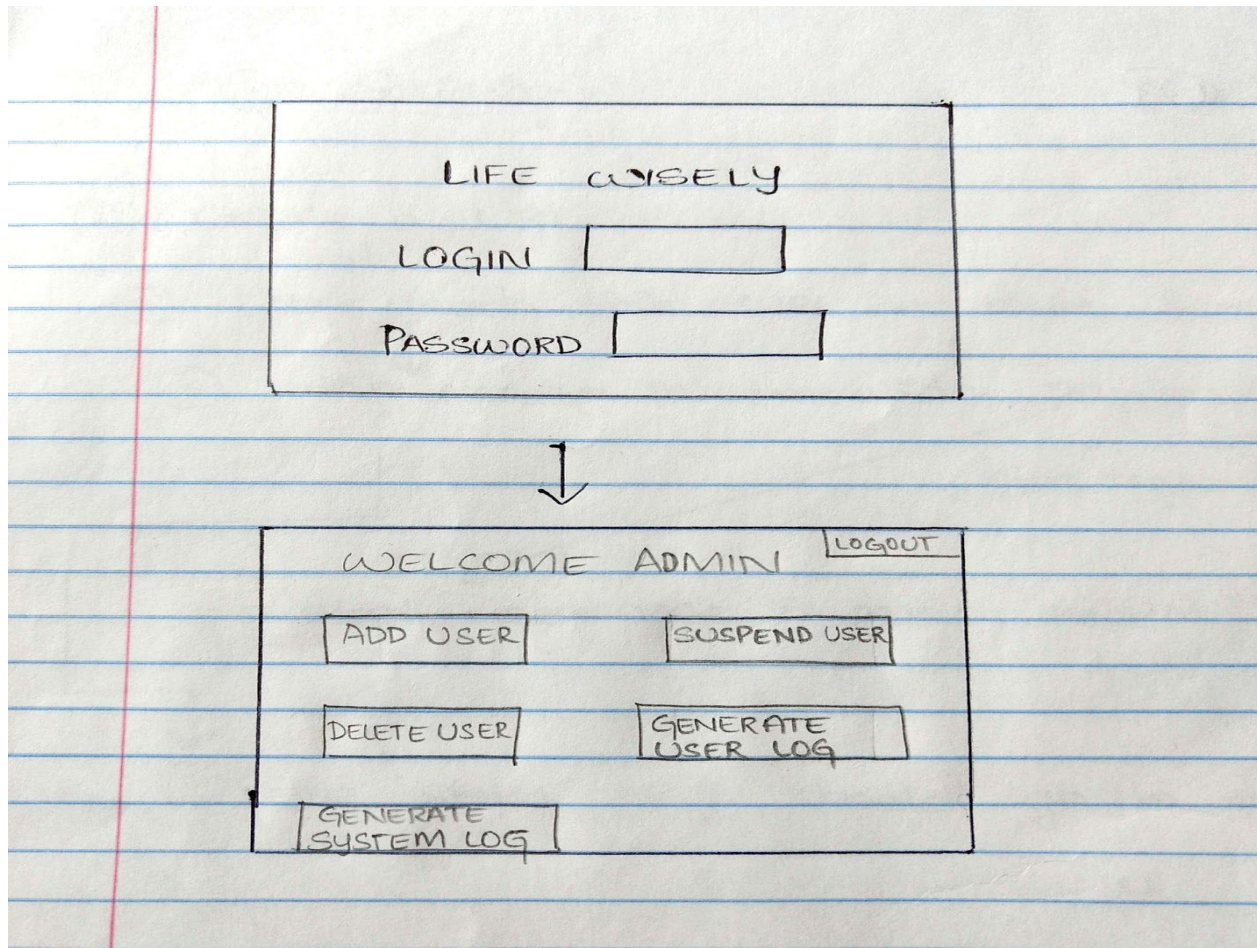 LIFE WISELY
LOGIN
PASSWORD
WELCOME ADMIN
LOGOUT
ADD USER
SUSPEND USER
DELETE USER
GENERATE
USER LOG
GENERATE
SYSTEM LOG